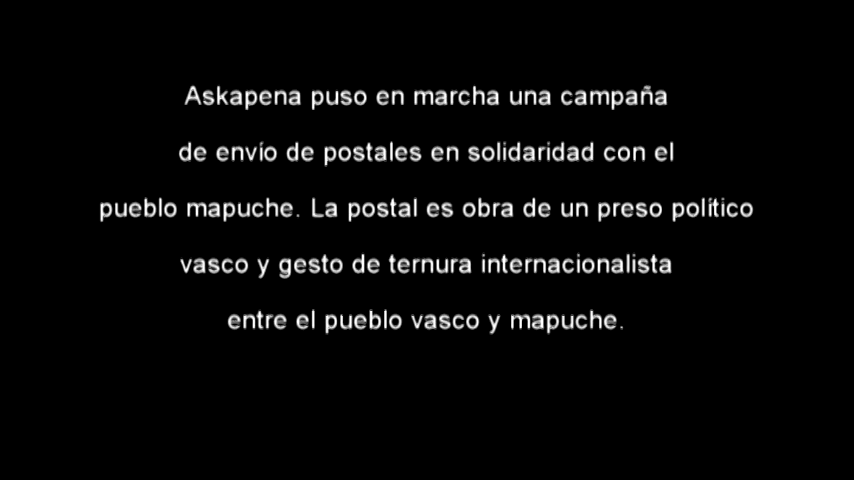 Askapena puso en marcha una campaña
de envío de postales en solidaridad con el
pueblo mapuche. La postal es obra de un preso político
vasco y gesto de ternura internacionalista
entre el pueblo vasco y mapuche.